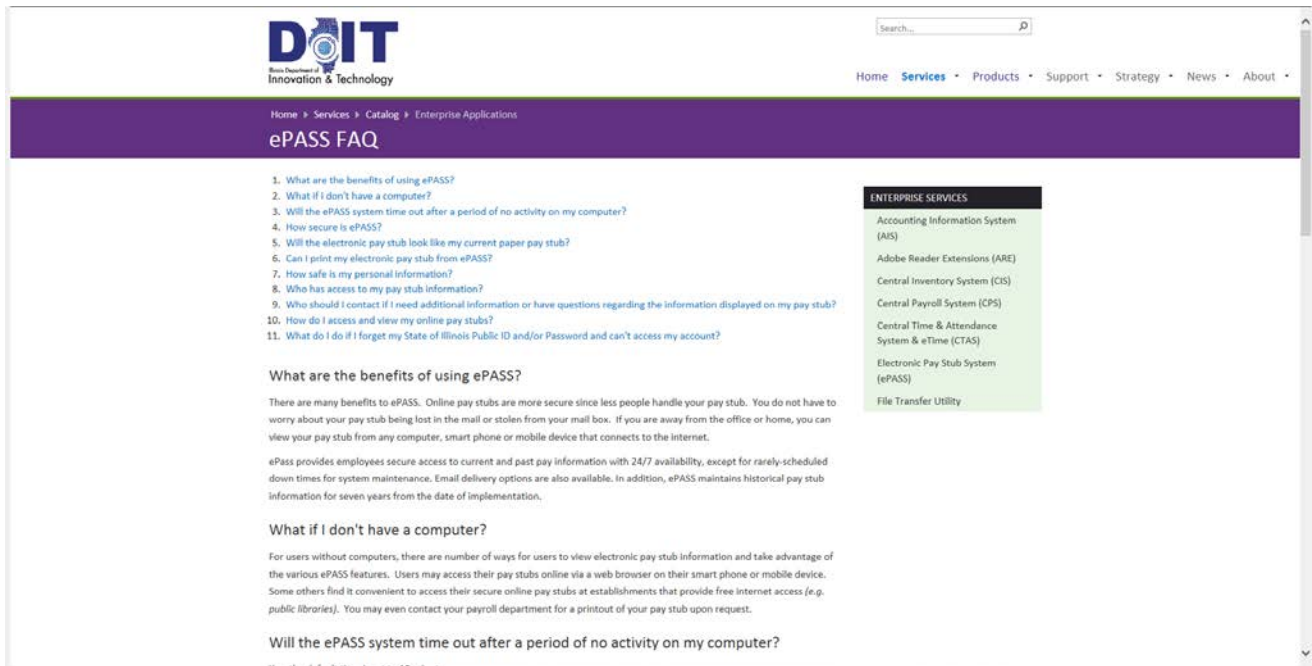 DoIT
Illinois Department of
Innovation & Technology
Search...
Home Services Products Support Strategy News About
Home Services Catalog Enterprise Applications
ePASS FAQ
1. What are the benefits of using ePASS?
2. What if I don't have a computer?
3. Will the ePASS system time out after a period of no activity on my computer?
4. How secure is ePASS?
5. Will the electronic pay stub look like my current paper pay stub?
6. Can I print my electronic pay stub from ePASS?
7. How safe is my personal information?
8. Who has access to my pay stub information?
9. Who should I contact if I need additional information or have questions regarding the information displayed on my pay stub?
10. How do I access and view my online pay stubs?
11. What do I do if I forget my State of Illinois Public ID and/or Password and can't access my account?
What are the benefits of using ePASS?
There are many benefits to ePASS. Online pay stubs are more secure since less people handle your pay stub. You do not have to
worry about your pay stub being lost in the mail or stolen from your mail box. If you are away from the office or home, you can
view your pay stub from any computer, smart phone or mobile device that connects to the internet.
ePass provides employees secure access to current and past pay information with 24/7 availability, except for rarely-scheduled
down times for system maintenance. Email delivery options are also available. In addition, ePASS maintains historical pay stub
information for seven years from the date of implementation.
What if I don't have a computer?
For users without computers, there are number of ways for users to view electronic pay stub information and take advantage of
the various ePASS features. Users may access their pay stubs online via a web browser on their smart phone or mobile device.
Some others find it convenient to access their secure online pay stubs at establishments that provide free internet access (e.g.
public libraries). You may even contact your payroll department for a printout of your pay stub upon request.
Will the ePASS system time out after a period of no activity on my computer?
ENTERPRISE SERVICES
Accounting Information System
(AIS)
Adobe Reader Extensions (ARE)
Central Inventory System (CIS)
Central Payroll System (CPS)
Central Time & Attendance
System & eTime (CTAS)
Electronic Pay Stub System
(ePASS)
File Transfer Utility